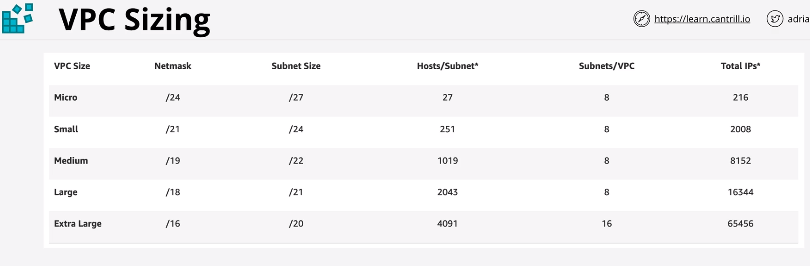 VPC Sizing
https://learn.cantrill.io adria
VPC Size Netmask Subnet Size Hosts/Subnet* Subnets/VPC Total IPs*
Micro /24 /27 27 8 216
Small /21 /24 251 8 2008
Medium /19 /22 1019 8 8152
Large /18 /21 2043 8 16344
Extra Large /16 /20 4091 16 65456